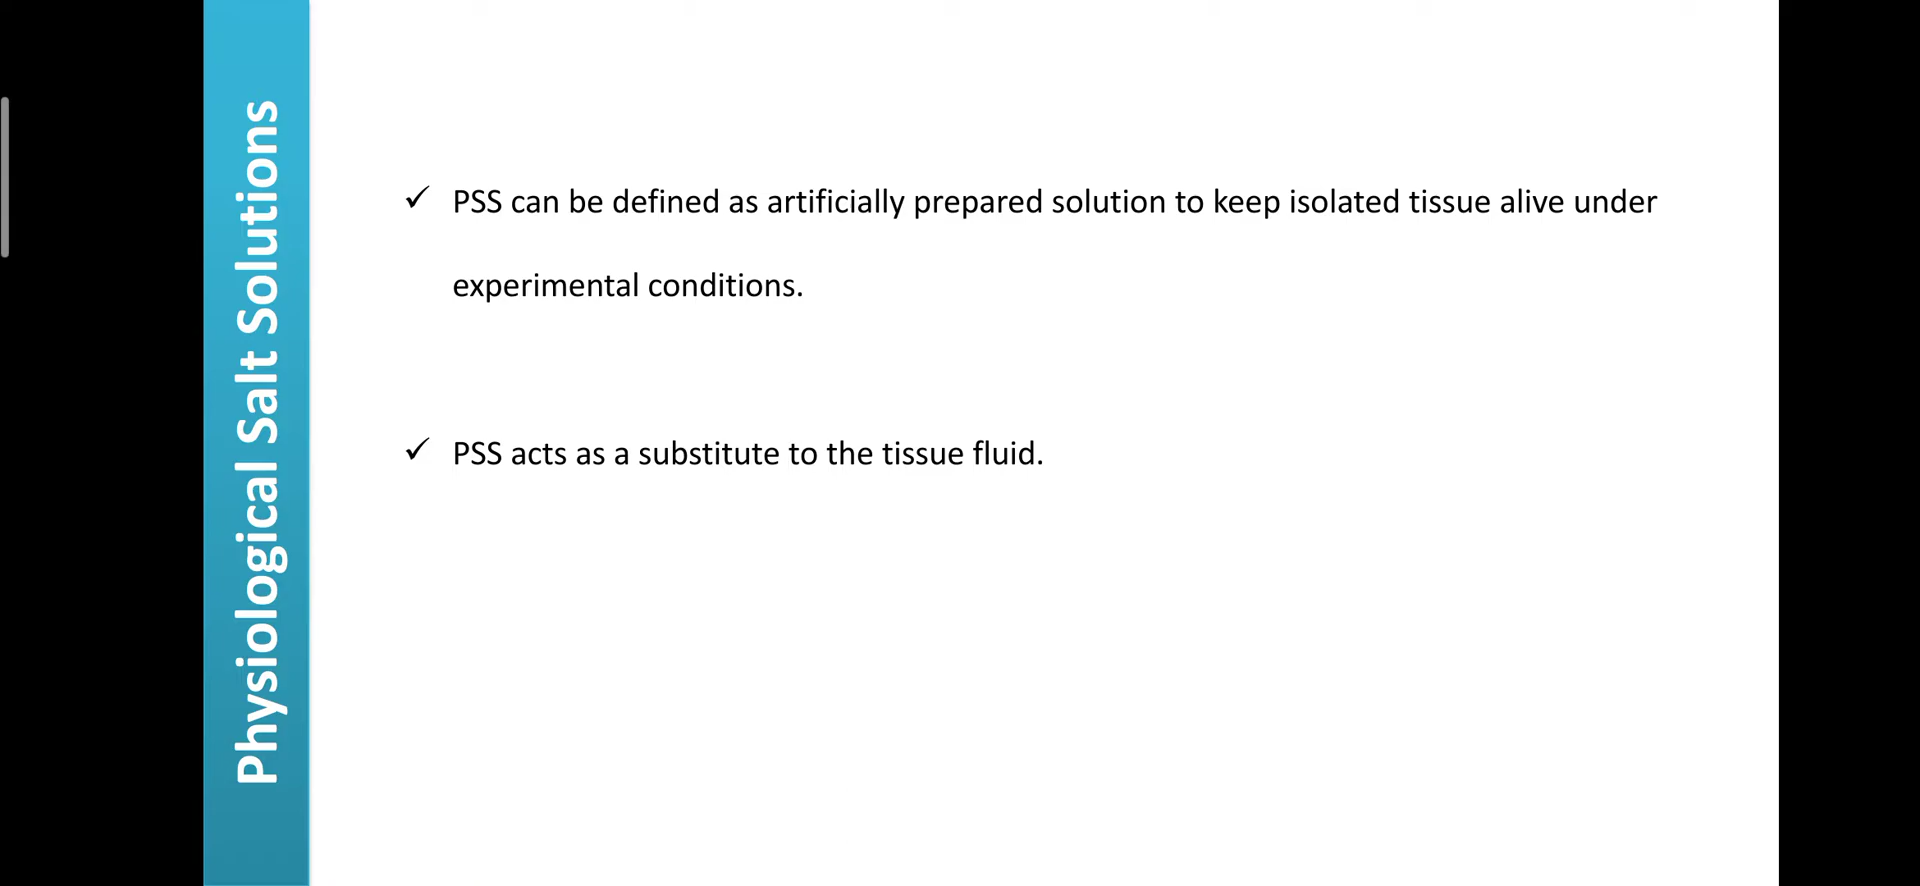 Physiological Salt Solutions
✓ PSS can be defined as artificially prepared solution to keep isolated tissue alive under
experimental conditions.
✓ PSS acts as a substitute to the tissue fluid.